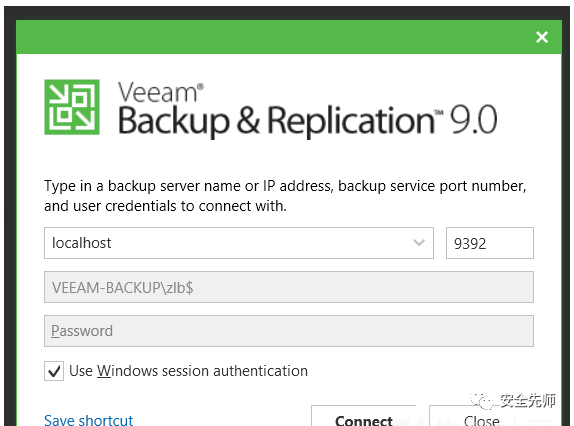 Veeam®
Backup & Replication™ 9.0
Type in a backup server name or IP address, backup service port number,
and user credentials to connect with.
localhost 9392
VEEAM-BACKUP\zlb$
Password
Use Windows session authentication
安全先师
Save shortcut Connect Close